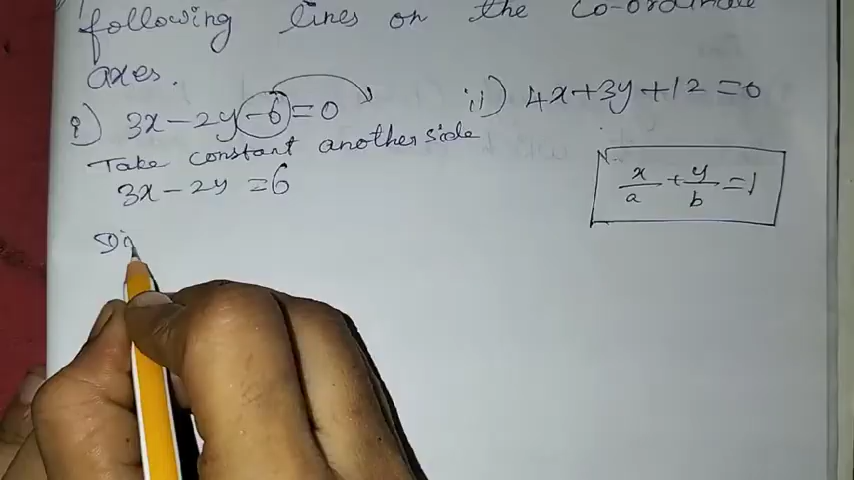 following lines on the co-ordinate
axes.
i) 3x - 2y - 6 = 0
Take constant another side
3x - 2y = 6
Di
ii) 4x + 3y + 12 = 0
x/a + y/b = 1